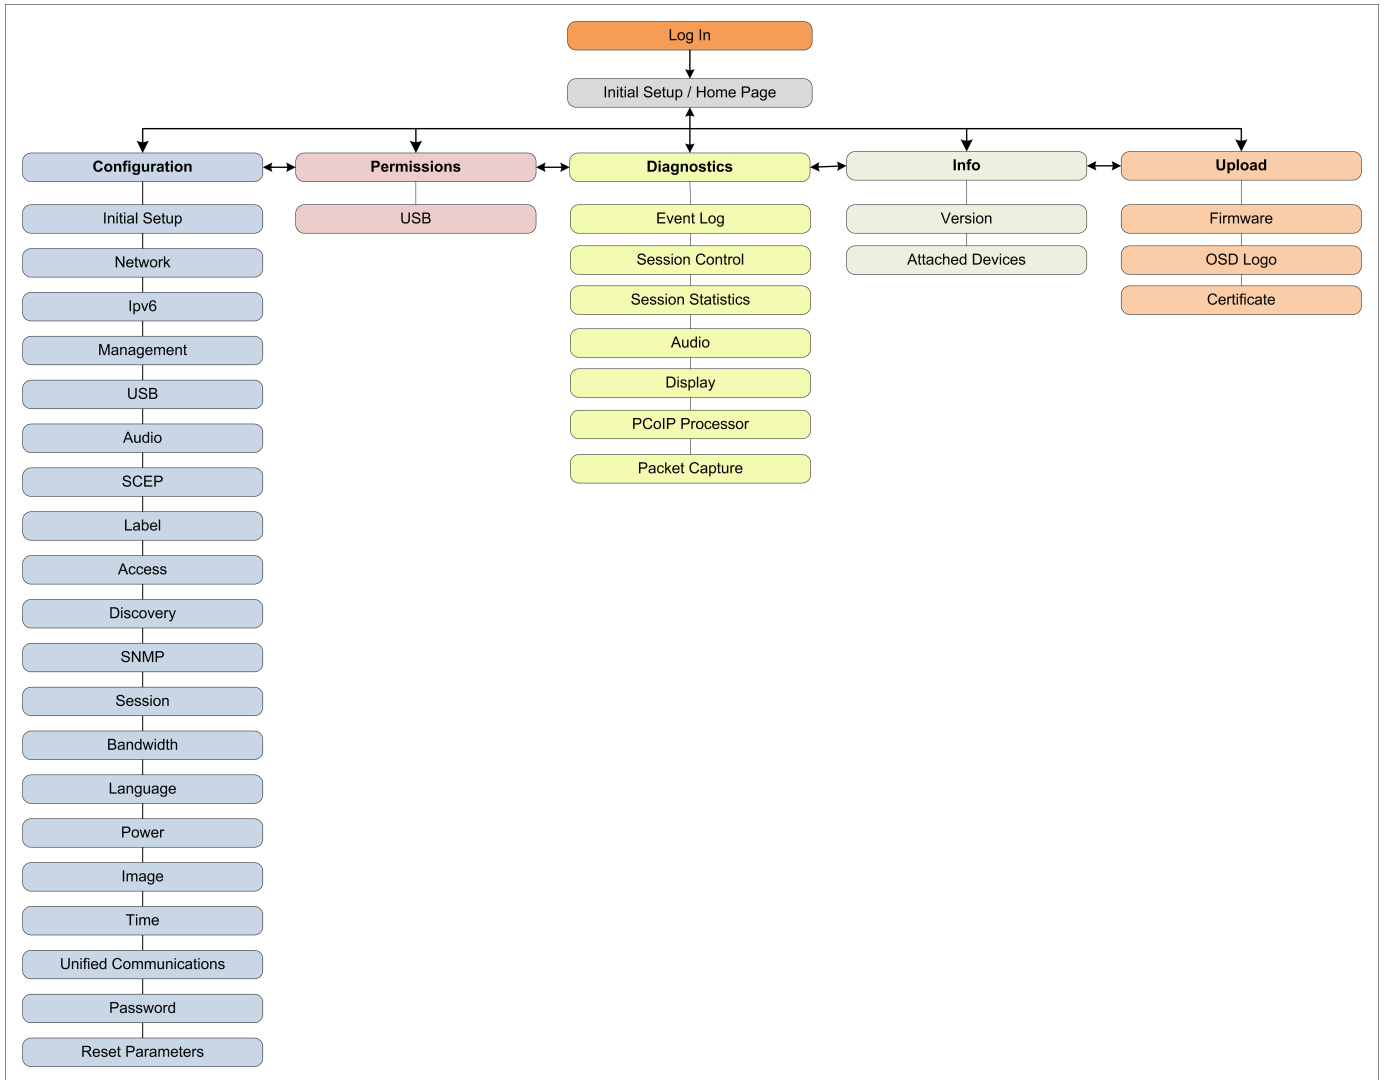 Log In
Initial Setup / Home Page
Configuration
Permissions
Diagnostics
Info
Upload
Initial Setup
Network
Ipv6
Management
USB
Audio
SCEP
Label
Access
Discovery
SNMP
Session
Bandwidth
Language
Power
Image
Time
Unified Communications
Password
Reset Parameters
USB
Event Log
Session Control
Session Statistics
Audio
Display
PCoIP Processor
Packet Capture
Version
Attached Devices
Firmware
OSD Logo
Certificate